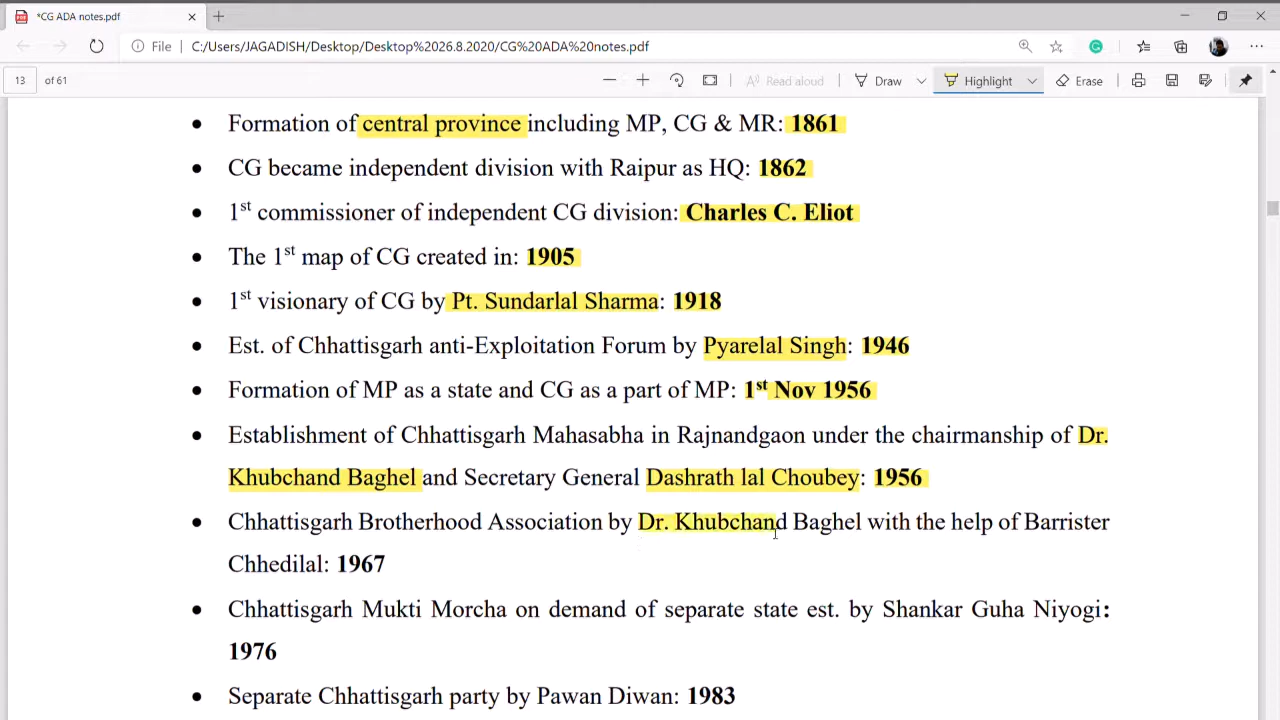 *CG ADA notes.pdf
File | C:/Users/JAGADISH/Desktop/Desktop%2026.8.2020/CG%20ADA%20notes.pdf
13 of 61 Read aloud Draw Highlight Erase
• Formation of central province including MP, CG & MR: 1861
• CG became independent division with Raipur as HQ: 1862
• 1st commissioner of independent CG division: Charles C. Eliot
• The 1st map of CG created in: 1905
• 1st visionary of CG by Pt. Sundarlal Sharma: 1918
• Est. of Chhattisgarh anti-Exploitation Forum by Pyarelal Singh: 1946
• Formation of MP as a state and CG as a part of MP: 1st Nov 1956
• Establishment of Chhattisgarh Mahasabha in Rajnandgaon under the chairmanship of Dr.
Khubchand Baghel and Secretary General Dashrath lal Choubey: 1956
• Chhattisgarh Brotherhood Association by Dr. Khubchand Baghel with the help of Barrister
Chhedilal: 1967
• Chhattisgarh Mukti Morcha on demand of separate state est. by Shankar Guha Niyogi:
1976
• Separate Chhattisgarh party by Pawan Diwan: 1983